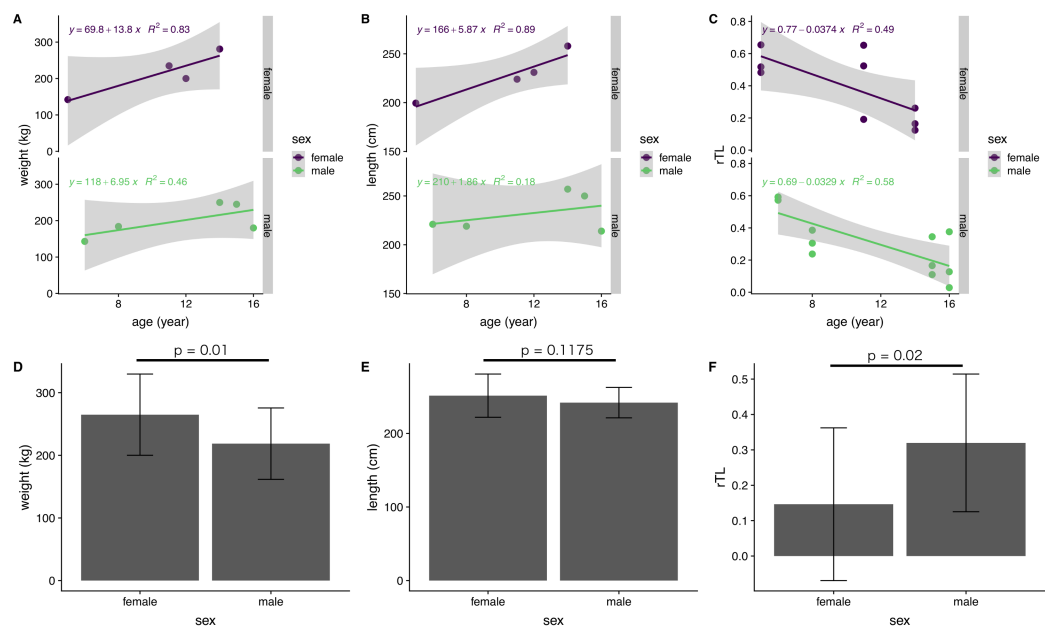 A
y = 69.8 + 13.8 x R² = 0.83
300
200
100
0
female
y = 118 + 6.95 x R² = 0.46
300
200
100
0
male
weight (kg)
8
12
16
age (year)
sex
female
male
B
y = 166 + 5.87 x R² = 0.89
250
200
150
female
y = 210 + 1.86 x R² = 0.18
250
200
150
male
length (cm)
8
12
16
age (year)
sex
female
male
C
y = 0.77 − 0.0374 x R² = 0.49
0.8
0.6
0.4
0.2
0.0
female
y = 0.69 − 0.0329 x R² = 0.58
0.8
0.6
0.4
0.2
0.0
male
rTL
8
12
16
age (year)
sex
female
male
D
p = 0.01
300
200
100
0
weight (kg)
female
male
sex
E
p = 0.1175
200
100
0
length (cm)
female
male
sex
F
p = 0.02
0.5
0.4
0.3
0.2
0.1
0.0
rTL
female
male
sex